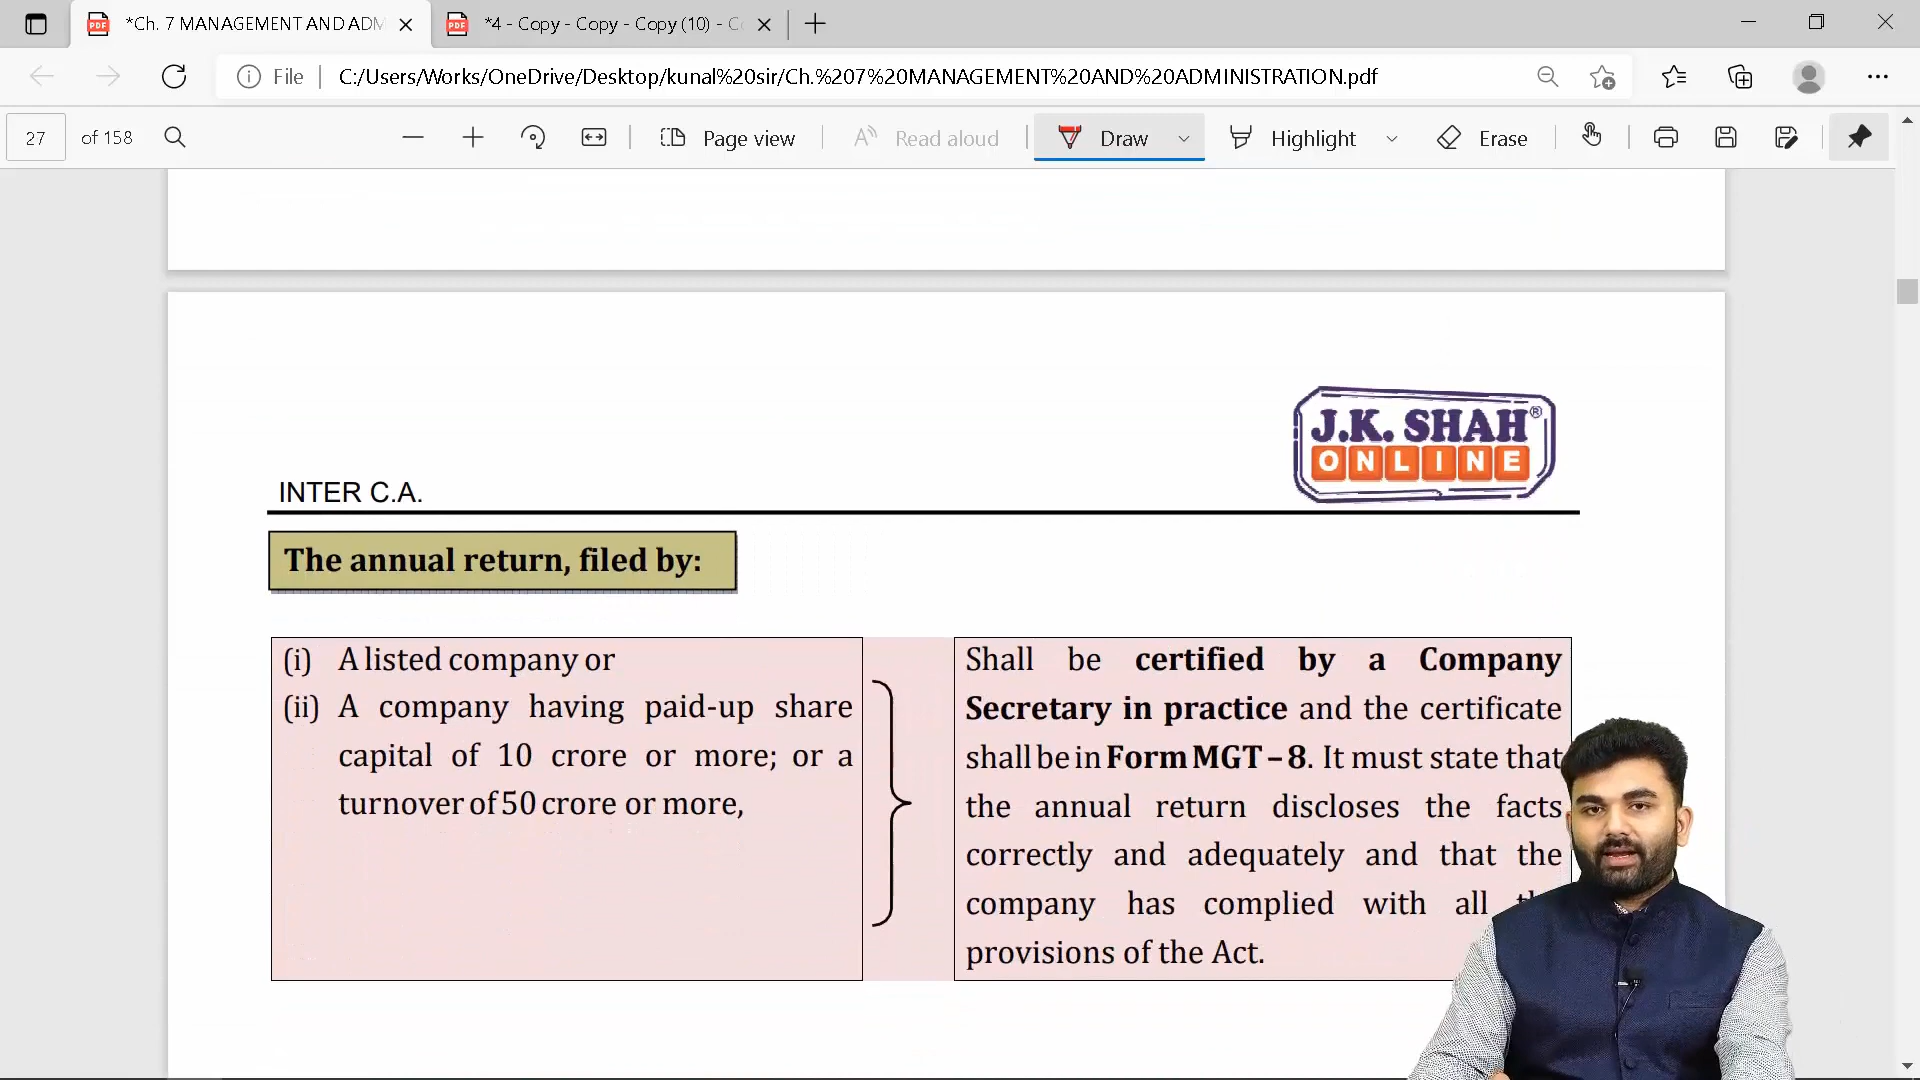 *Ch. 7 MANAGEMENT AND ADM
*4 - Copy - Copy - Copy (10) - Co
File
C:/Users/Works/OneDrive/Desktop/kunal%20sir/Ch.%207%20MANAGEMENT%20AND%20ADMINISTRATION.pdf
27 of 158
Page view
Read aloud
Draw
Highlight
Erase
J.K. SHAH®
ONLINE
INTER C.A.
The annual return, filed by:
(i) A listed company or
(ii) A company having paid-up share
capital of 10 crore or more; or a
turnover of 50 crore or more,
Shall be certified by a Company
Secretary in practice and the certificate
shall be in Form MGT – 8. It must state that
the annual return discloses the facts
correctly and adequately and that the
company has complied with all
provisions of the Act.